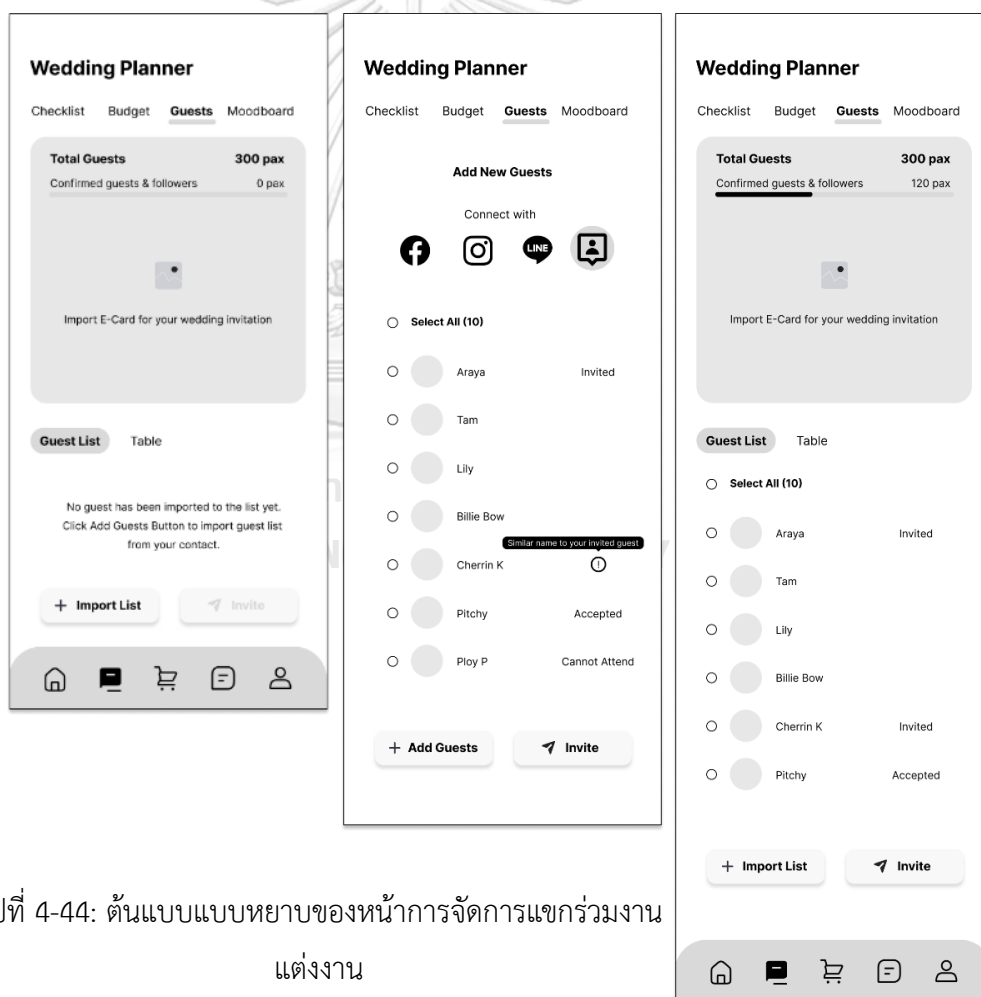 Wedding Planner
Checklist Budget Guests Moodboard
Total Guests 300 pax
Confirmed guests & followers 0 pax
Import E-Card for your wedding invitation
Guest List Table
No guest has been imported to the list yet.
Click Add Guests Button to import guest list
from your contact.
+ Import List Invite
Wedding Planner
Checklist Budget Guests Moodboard
Add New Guests
Connect with
LINE
Select All (10)
Araya Invited
Tam
Lily
Billie Bow
Similar name to your invited guest
Cherrin K
Pitchy Accepted
Ploy P Cannot Attend
+ Add Guests Invite
Wedding Planner
Checklist Budget Guests Moodboard
Total Guests 300 pax
Confirmed guests & followers 120 pax
Import E-Card for your wedding invitation
Guest List Table
Select All (10)
Araya Invited
Tam
Lily
Billie Bow
Cherrin K Invited
Pitchy Accepted
+ Import List Invite
ปที่ 4-44: ต้นแบบแบบหยาบของหน้าการจัดการแขกร่วมงาน
แต่งงาน